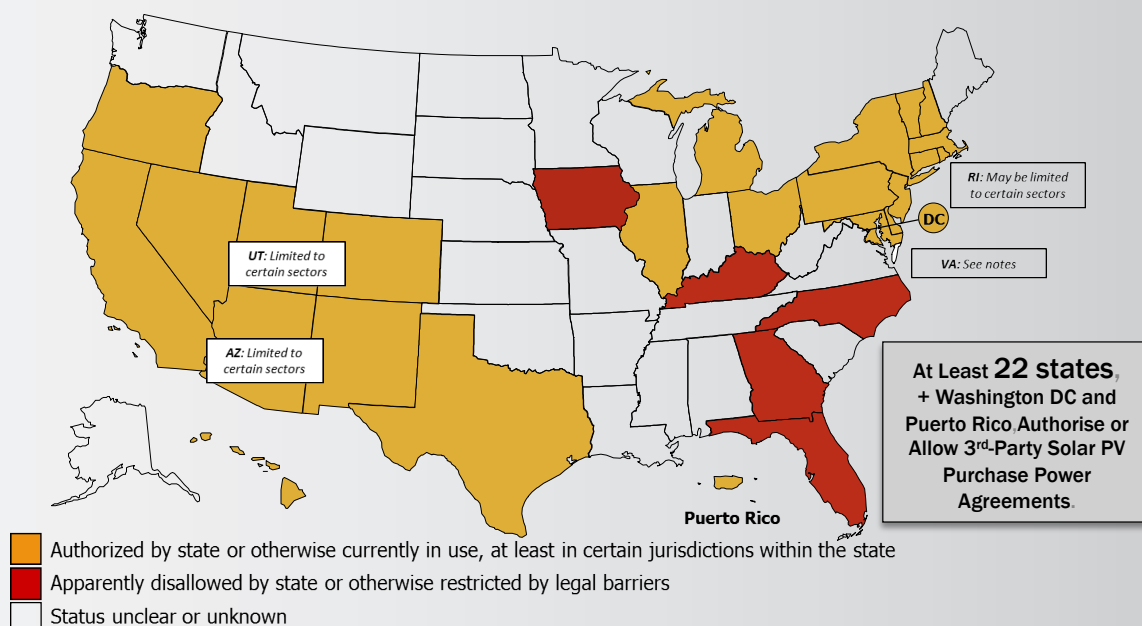 RI: May be limited
to certain sectors
DC
UT: Limited to
certain sectors
VA: See notes
AZ: Limited to
certain sectors
At Least 22 states,
+ Washington DC and
Puerto Rico,Authorise or
Allow 3rd-Party Solar PV
Purchase Power
Agreements.
Puerto Rico
Authorized by state or otherwise currently in use, at least in certain jurisdictions within the state
Apparently disallowed by state or otherwise restricted by legal barriers
Status unclear or unknown